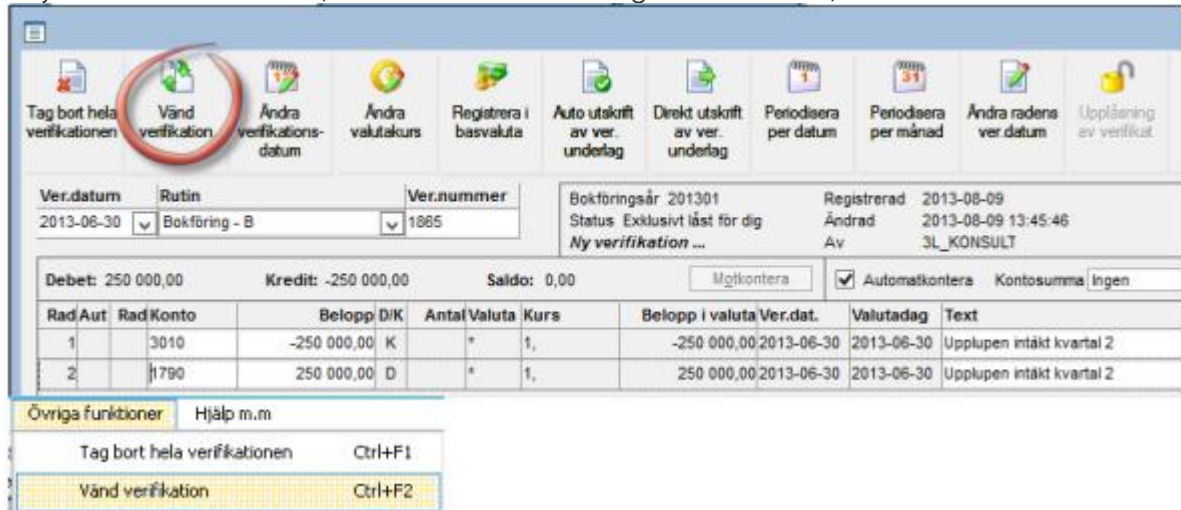 Tag bort hela verifikationen
Vänd verifikation
Ändra verifikations-datum
Ändra valutakurs
Registrera i basvaluta
Auto utskrift av ver. underlag
Direkt utskrift av ver. underlag
Periodisera per datum
Periodisera per månad
Ändra radens ver.datum
Upplåsning av verifikat
Ver.datum Rutin Ver.nummer
2013-06-30 Bokföring - B 1865
Bokföringsår 201301 Registrerad 2013-08-09
Status Exklusivt låst för dig Ändrad 2013-08-09 13:45:46
Ny verifikation ... Av 3L_KONSULT
Debet: 250 000,00 Kredit: -250 000,00 Saldo: 0,00 Motkontera Automatkontera Kontosumma Ingen
Rad Aut Rad Konto Belopp D/K Antal Valuta Kurs Belopp i valuta Ver.dat. Valutadag Text
1 3010 -250 000,00 K * 1, -250 000,00 2013-06-30 2013-06-30 Upplupen intäkt kvartal 2
2 1790 250 000,00 D * 1, 250 000,00 2013-06-30 2013-06-30 Upplupen intäkt kvartal 2
Övriga funktioner Hjälp m.m
Tag bort hela verifikationen Ctrl+F1
Vänd verifikation Ctrl+F2